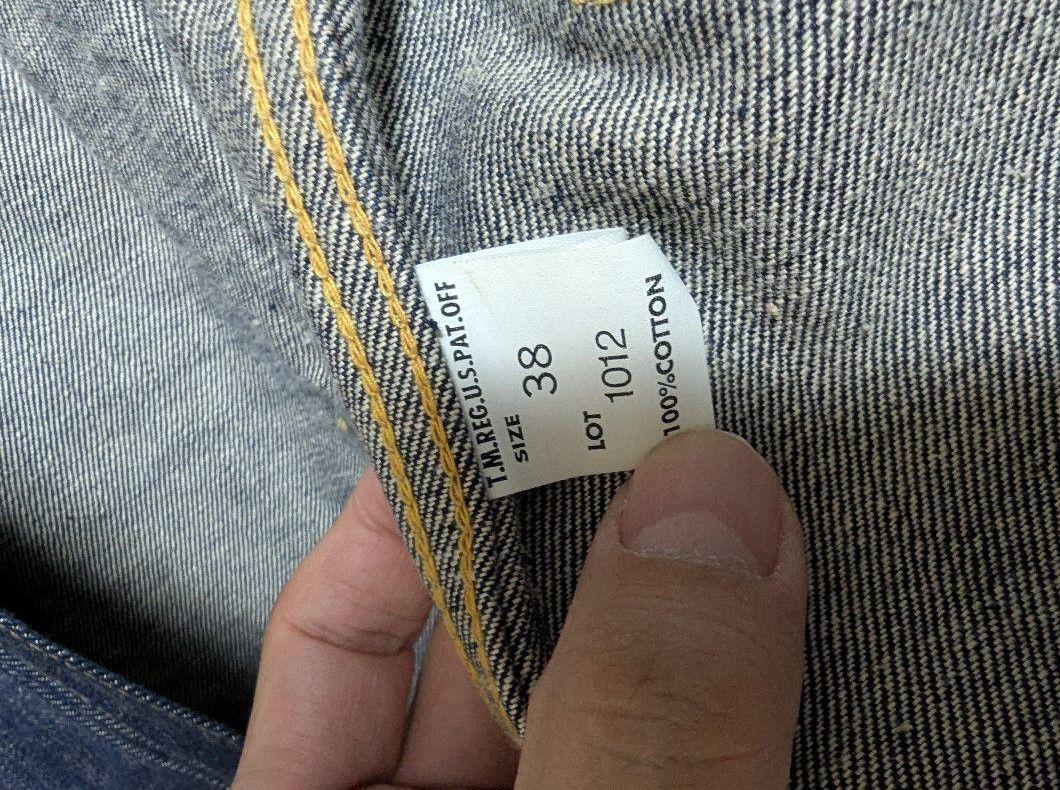 T.M.REG.U.S.PAT.OFF
SIZE 38
LOT 1012
100%COTTON